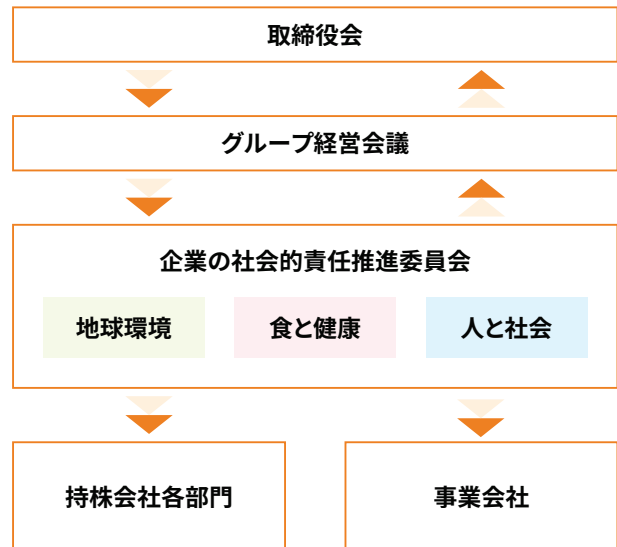 取締役会
グループ経営会議
企業の社会的責任推進委員会
地球環境
食と健康
人と社会
持株会社各部門
事業会社